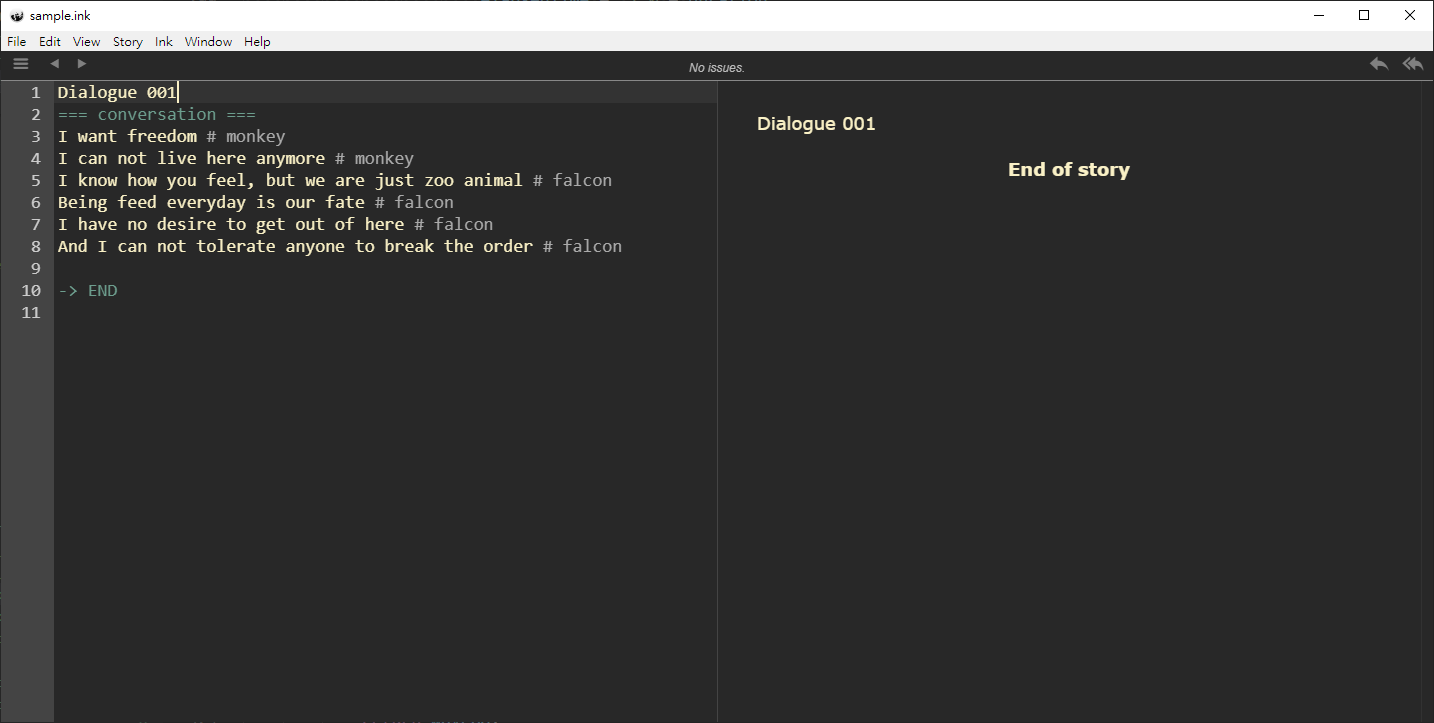 sample.ink
File Edit View Story Ink Window Help
No issues.
1 Dialogue 001
2 === conversation ===
3 I want freedom # monkey
4 I can not live here anymore # monkey
5 I know how you feel, but we are just zoo animal # falcon
6 Being feed everyday is our fate # falcon
7 I have no desire to get out of here # falcon
8 And I can not tolerate anyone to break the order # falcon
9
10 -> END
11
Dialogue 001
End of story